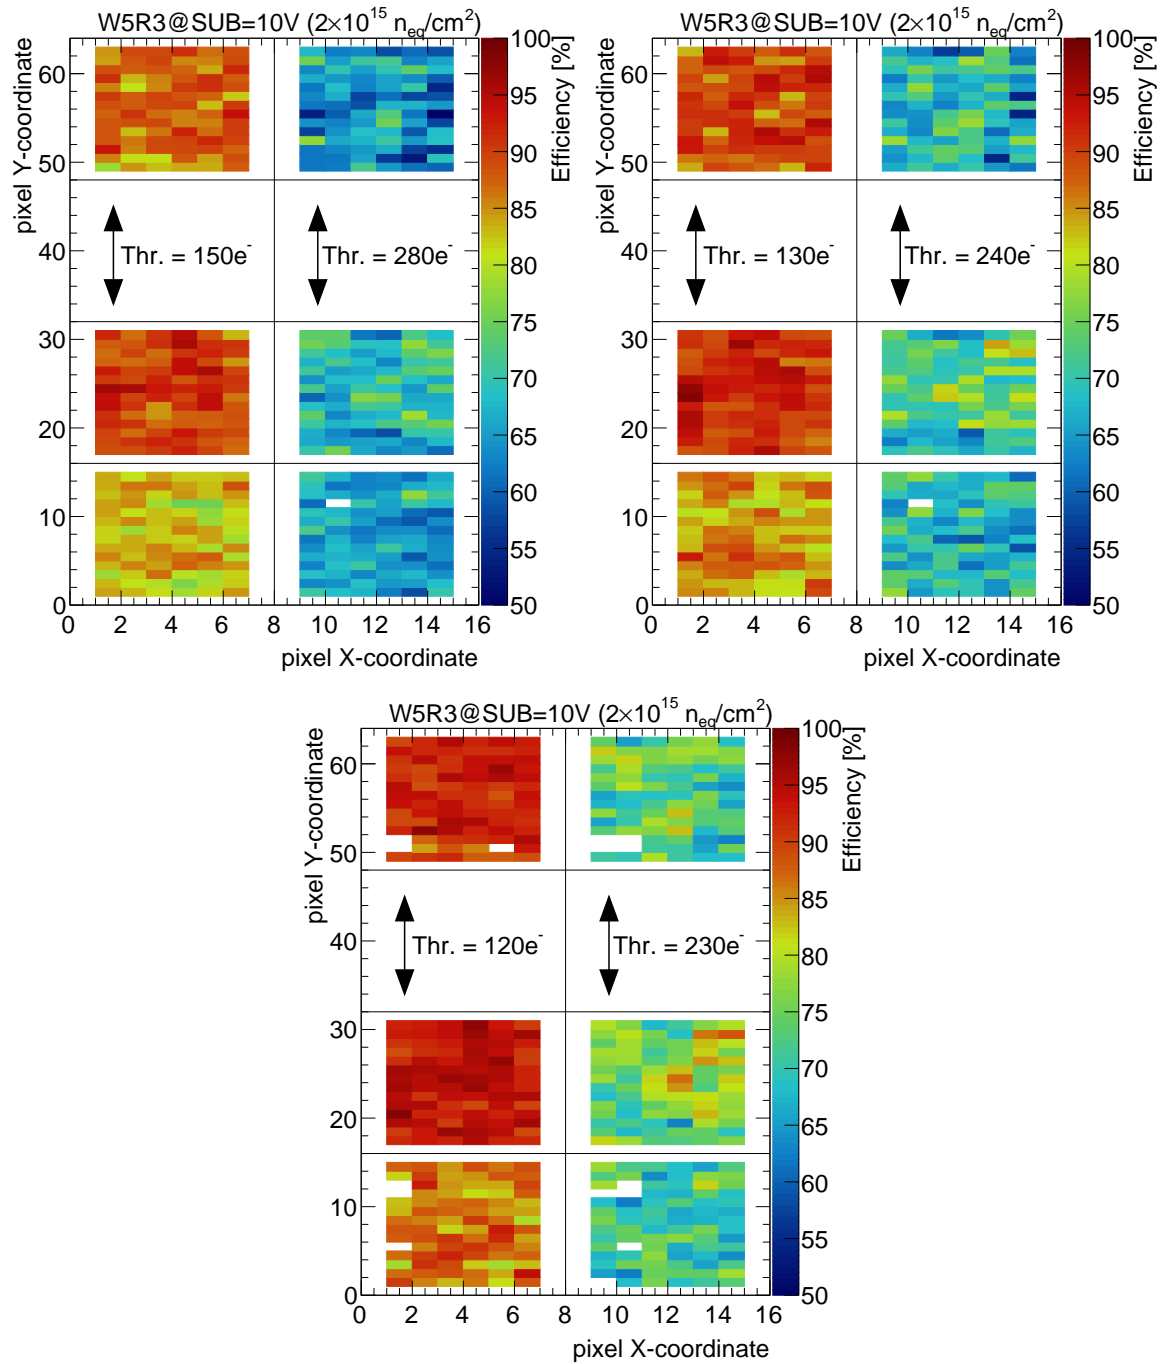 W5R3@SUB=10V (2×10¹⁵ n_eq/cm²)
pixel Y-coordinate
60
50
40
30
20
10
0
Thr. = 150e⁻
Thr. = 280e⁻
0 2 4 6 8 10 12 14 16
pixel X-coordinate
100
95
90
85
80
75
70
65
60
55
50
Efficiency [%]
W5R3@SUB=10V (2×10¹⁵ n_eq/cm²)
pixel Y-coordinate
60
50
40
30
20
10
0
Thr. = 130e⁻
Thr. = 240e⁻
0 2 4 6 8 10 12 14 16
pixel X-coordinate
100
95
90
85
80
75
70
65
60
55
50
Efficiency [%]
W5R3@SUB=10V (2×10¹⁵ n_eq/cm²)
pixel Y-coordinate
60
50
40
30
20
10
0
Thr. = 120e⁻
Thr. = 230e⁻
0 2 4 6 8 10 12 14 16
pixel X-coordinate
100
95
90
85
80
75
70
65
60
55
50
Efficiency [%]